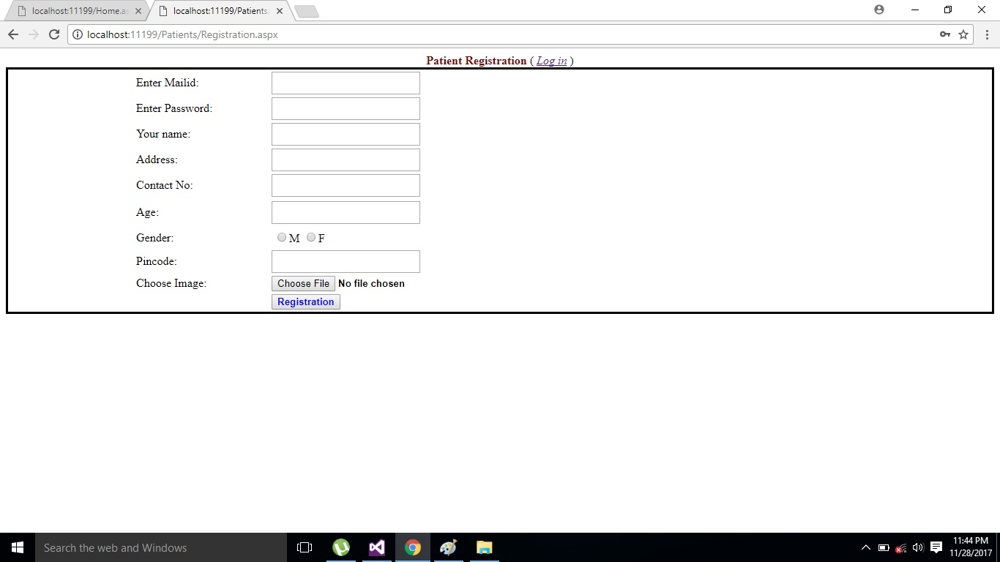 localhost:11199/Home.as
localhost:11199/Patients/
localhost:11199/Patients/Registration.aspx
Patient Registration ( Log in )
Enter Mailid:
Enter Password:
Your name:
Address:
Contact No:
Age:
Gender: M F
Pincode:
Choose Image: Choose File No file chosen
Registration
Search the web and Windows
11:44 PM
11/28/2017